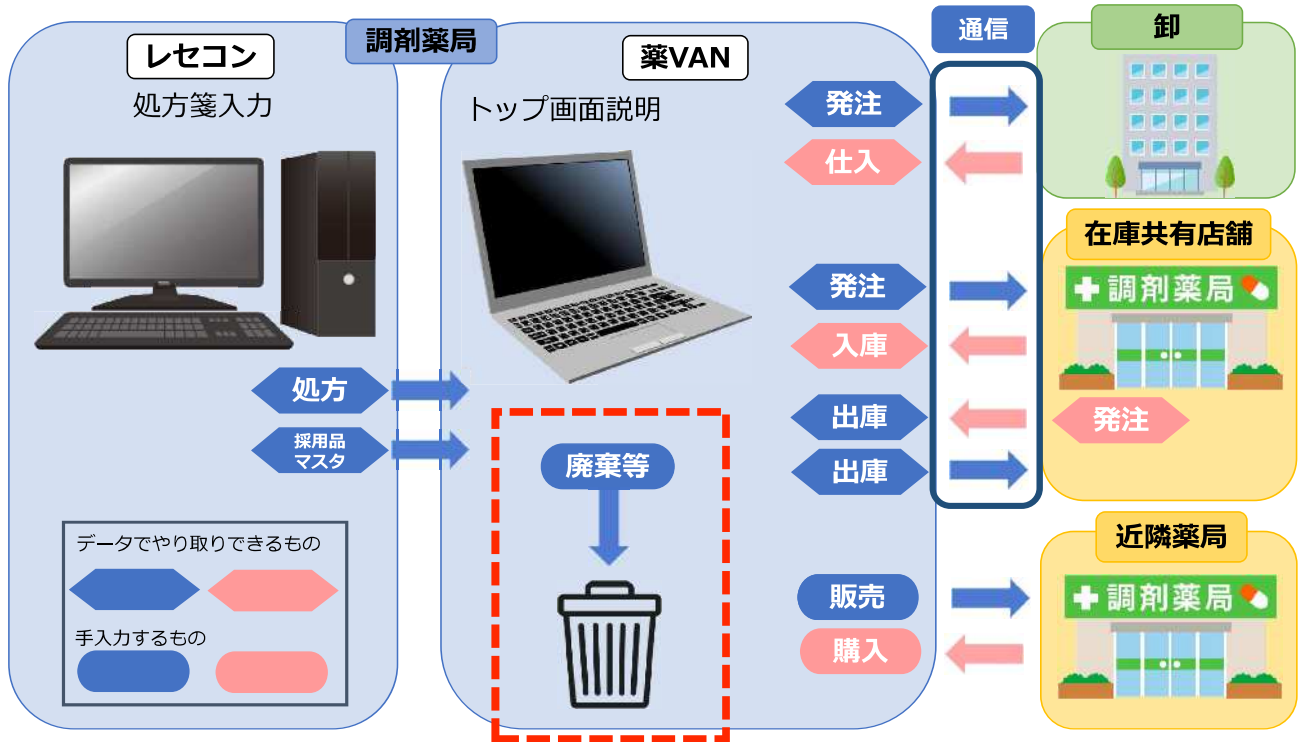 調剤薬局
レセコン
処方箋入力
処方
採用品
マスタ
データでやり取りできるもの
手入力するもの
薬VAN
トップ画面説明
廃棄等
発注
仕入
発注
入庫
出庫
出庫
販売
購入
通信
卸
在庫共有店舗
調剤薬局
発注
近隣薬局
調剤薬局